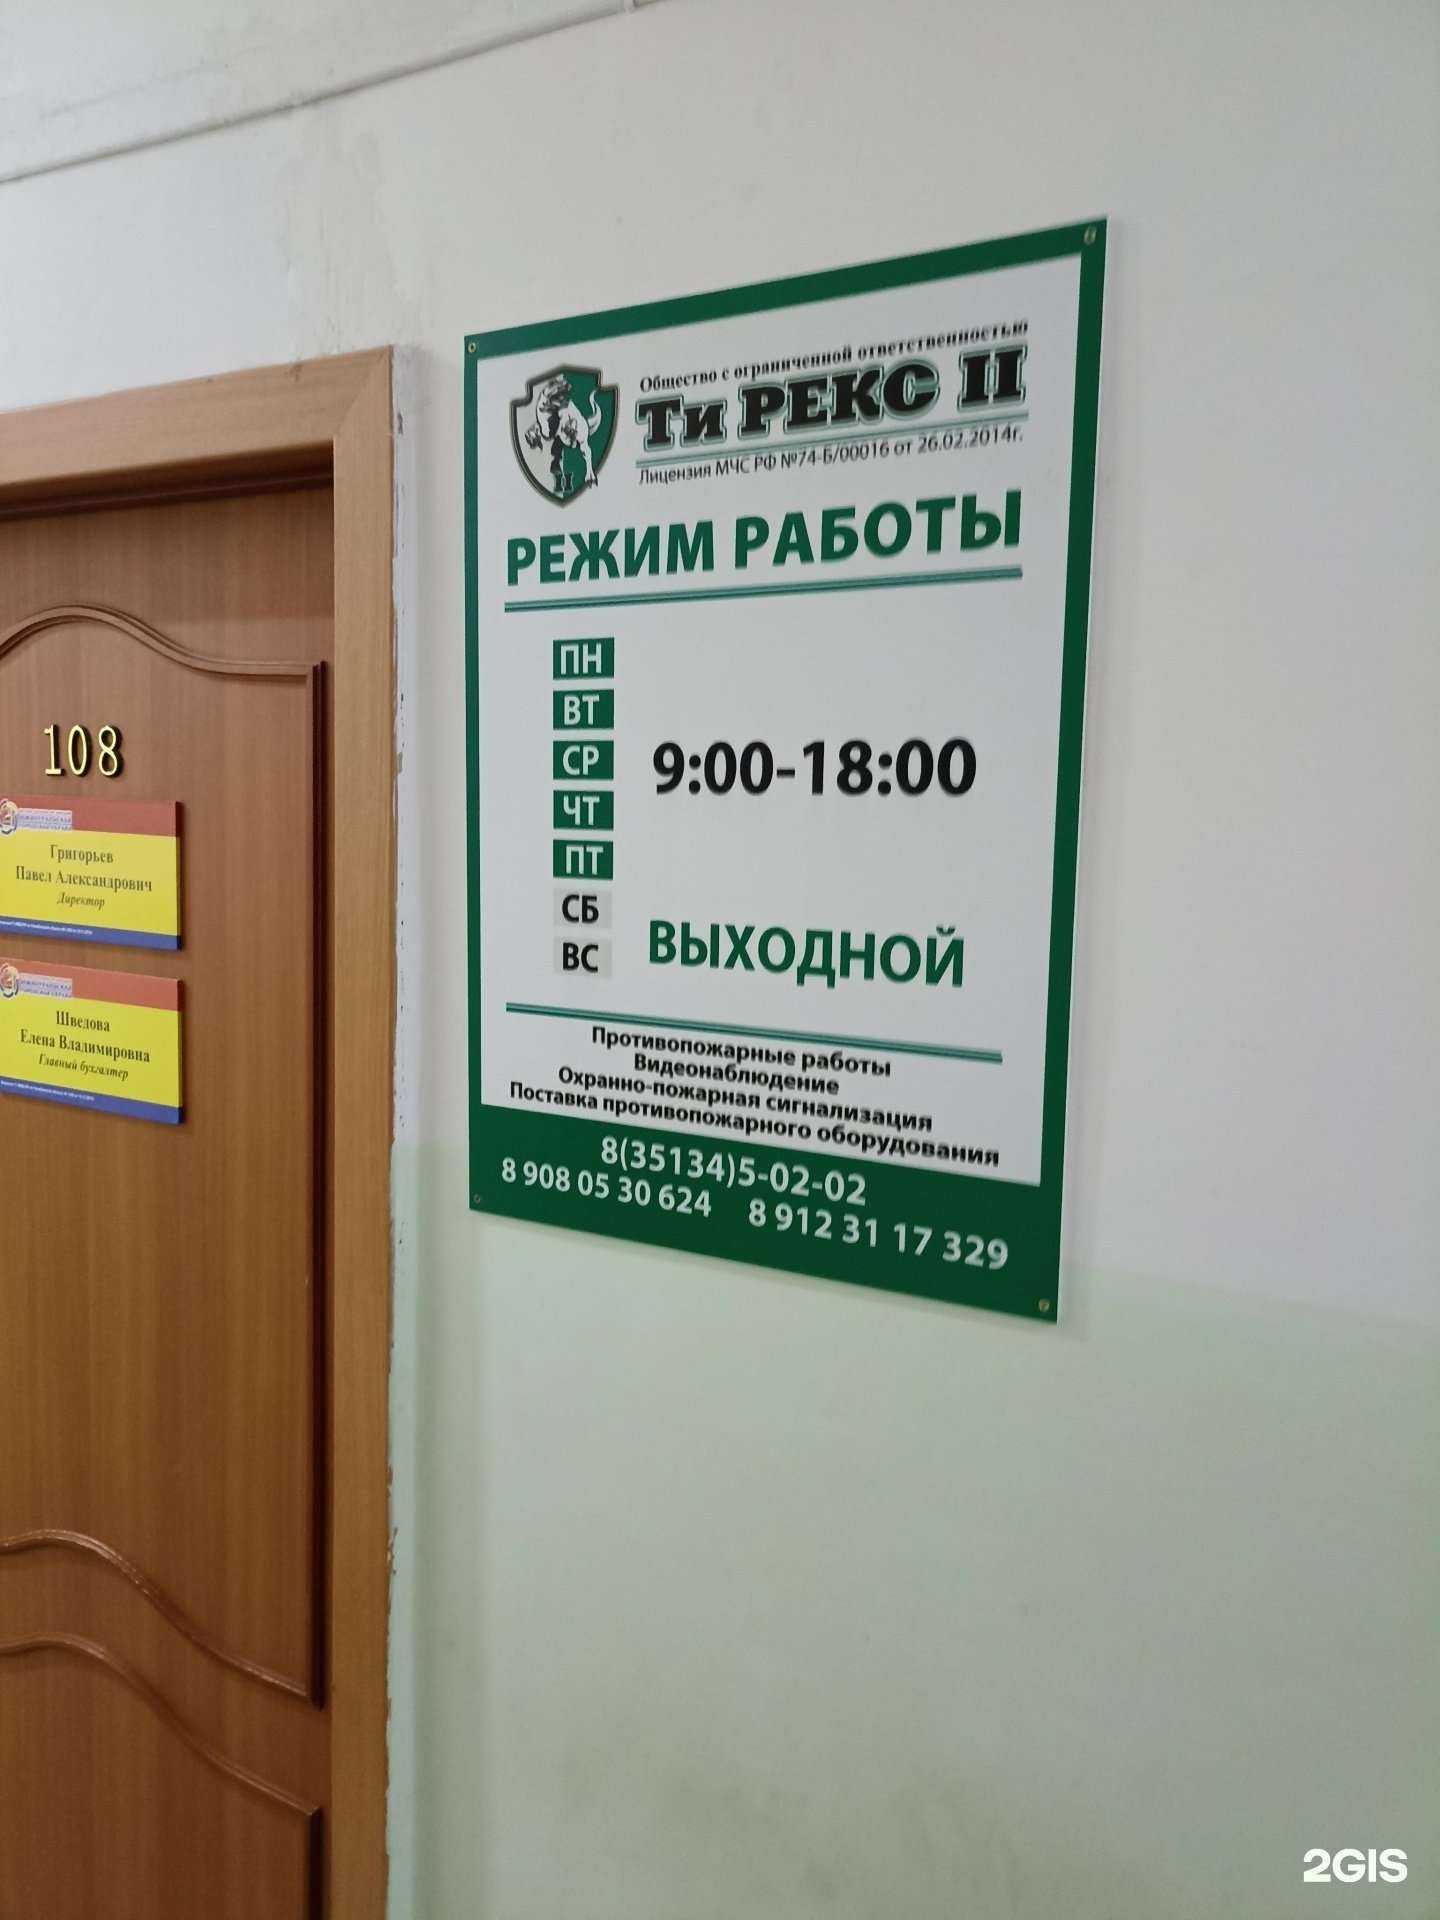 108
Григорьев
Павел Александрович
Директор
Шведова
Елена Владимировна
Главный бухгалтер
Общество с ограниченной ответственностью
Ти РЕКС II
Лицензия МЧС РФ №74-Б/00016 от 26.02.2014г.
II
РЕЖИМ РАБОТЫ
ПН
ВТ
СР
ЧТ
ПТ
9:00-18:00
СБ
ВС
ВЫХОДНОЙ
Противопожарные работы
Видеонаблюдение
Охранно-пожарная сигнализация
Поставка противопожарного оборудования
8(35134)5-02-02
8 908 05 30 624 8 912 31 17 329
2GIS